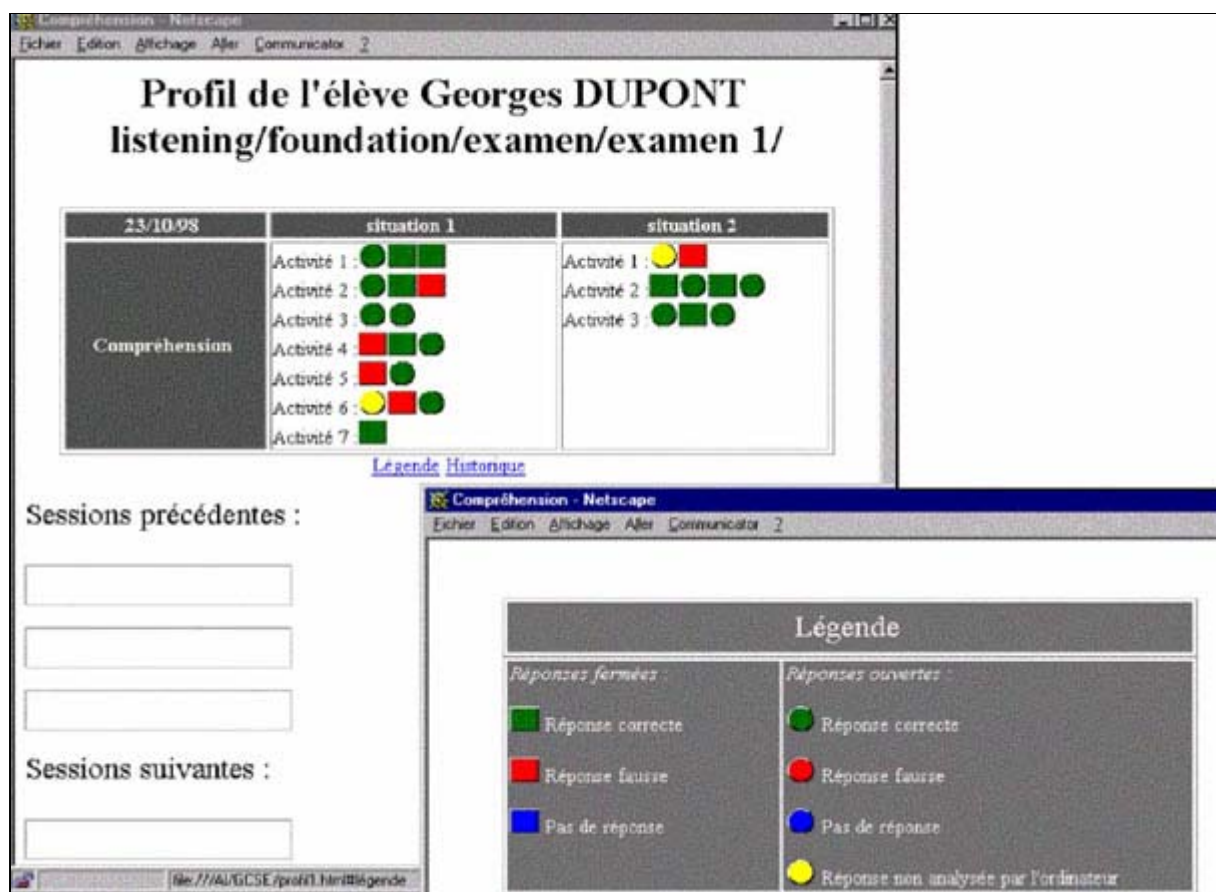 Compréhension - Netscape
Fichier Edition Affichage Aller Communicator ?
Profil de l'élève Georges DUPONT
listening/foundation/examen/examen 1/
23/10/98 situation 1 situation 2
Compréhension
Activité 1 :
Activité 2 :
Activité 3 :
Activité 4 :
Activité 5 :
Activité 6 :
Activité 7 :
Activité 1 :
Activité 2 :
Activité 3 :
Légende Historique
Sessions précédentes :
Sessions suivantes :
file:///A|/GCSE/profil1.html#légende
Compréhension - Netscape
Fichier Edition Affichage Aller Communicator ?
Légende
Réponses fermées :
Réponse correcte
Réponse fausse
Pas de réponse
Réponses ouvertes :
Réponse correcte
Réponse fausse
Pas de réponse
Réponse non analysée par l'ordinateur